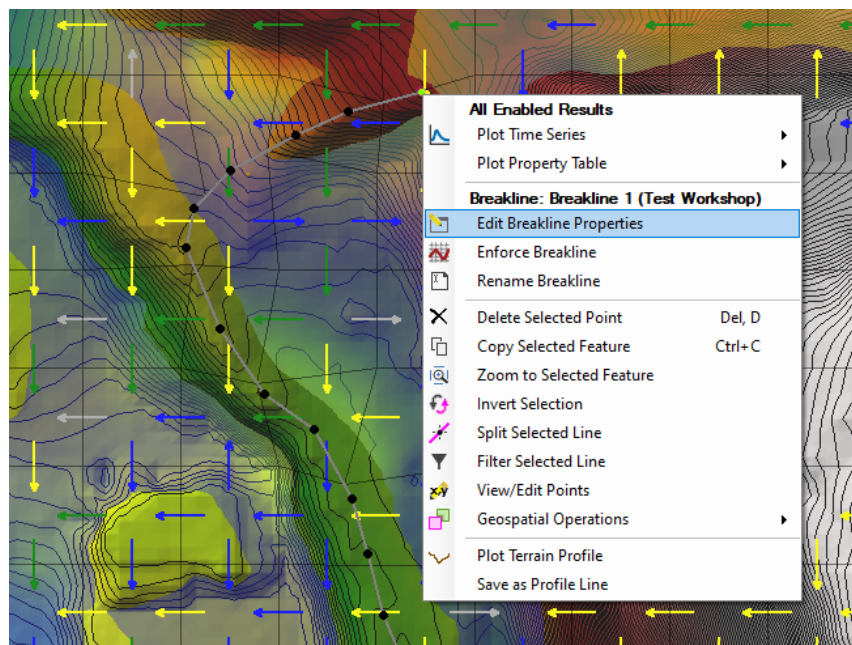 All Enabled Results
Plot Time Series
Plot Property Table
Breakline: Breakline 1 (Test Workshop)
Edit Breakline Properties
Enforce Breakline
Rename Breakline
Delete Selected Point Del, D
Copy Selected Feature Ctrl+C
Zoom to Selected Feature
Invert Selection
Split Selected Line
Filter Selected Line
View/Edit Points
Geospatial Operations
Plot Terrain Profile
Save as Profile Line